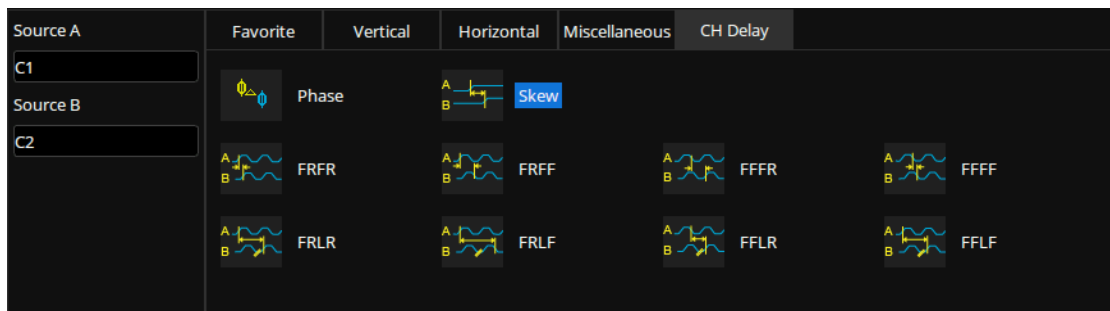 Source A
C1
Source B
C2
Favorite Vertical Horizontal Miscellaneous CH Delay
ϕ△ϕ Phase A B Skew
A B FRFR A B FRFF A B FFFR A B FFFF
A B FRLR A B FRLF A B FFLR A B FFLF